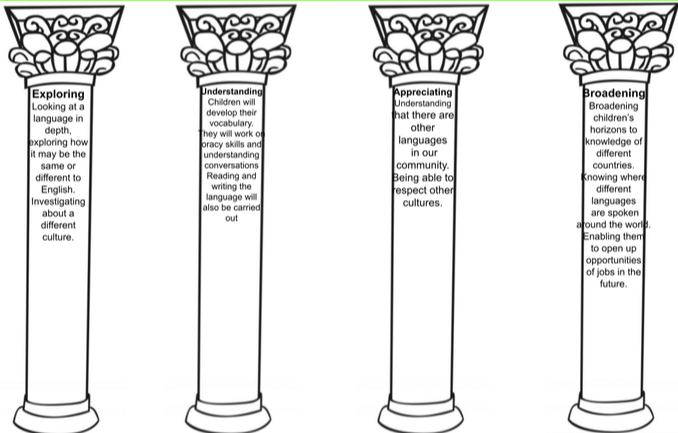 Exploring
Looking at a
language in
depth,
exploring how
it may be the
same or
different to
English.
Investigating
about a
different
culture.
Understanding
Children will
develop their
vocabulary.
They will work on
oracy skills and
understanding
conversations
Reading and
writing the
language will
also be carried
out
Appreciating
Understanding
that there are
other
languages
in our
community.
Being able to
respect other
cultures.
Broadening
Broadening
children's
horizons to
knowledge of
different
countries.
Knowing where
different
languages
are spoken
around the world.
Enabling them
to open up
opportunities
of jobs in the
future.